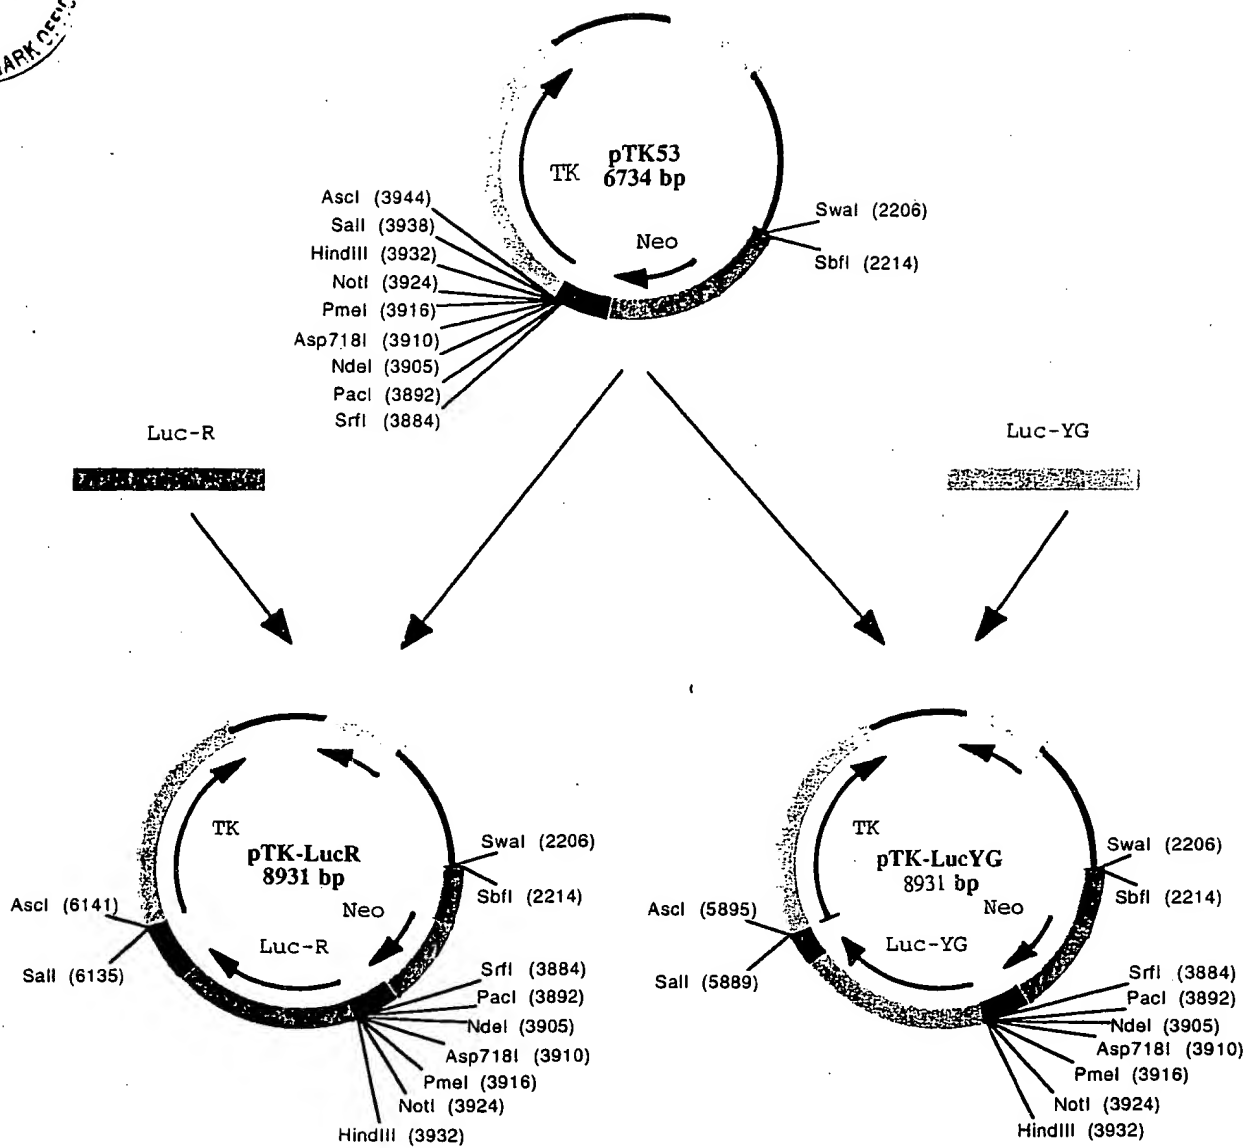 pTK53
6734 bp
TK
Neo
AscI (3944)
SalI (3938)
HindIII (3932)
NotI (3924)
PmeI (3916)
Asp718I (3910)
NdeI (3905)
PacI (3892)
SrfI (3884)
SwaI (2206)
SbfI (2214)
Luc-R
Luc-YG
TK
pTK-LucR
8931 bp
Neo
Luc-R
AscI (6141)
SalI (6135)
SwaI (2206)
SbfI (2214)
SrfI (3884)
PacI (3892)
NdeI (3905)
Asp718I (3910)
PmeI (3916)
NotI (3924)
HindIII (3932)
TK
pTK-LucYG
8931 bp
Neo
Luc-YG
AscI (5895)
SalI (5889)
SwaI (2206)
SbfI (2214)
SrfI (3884)
PacI (3892)
NdeI (3905)
Asp718I (3910)
PmeI (3916)
NotI (3924)
HindIII (3932)